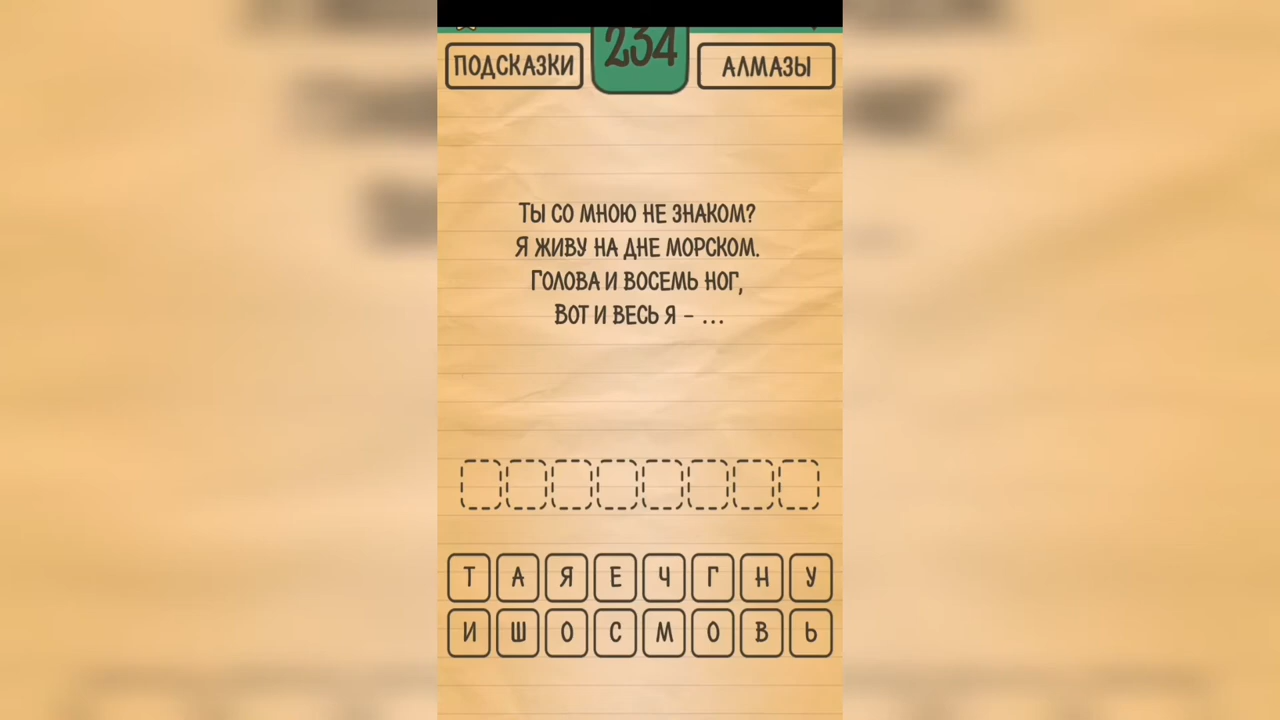 ПОДСКАЗКИ 234 АЛМАЗЫ
ТЫ СО МНОЮ НЕ ЗНАКОМ?
Я ЖИВУ НА ДНЕ МОРСКОМ.
ГОЛОВА И ВОСЕМЬ НОГ,
ВОТ И ВЕСЬ Я – ...
Т А Я Е Ч Г Н У
И Ш О С М О В Ь